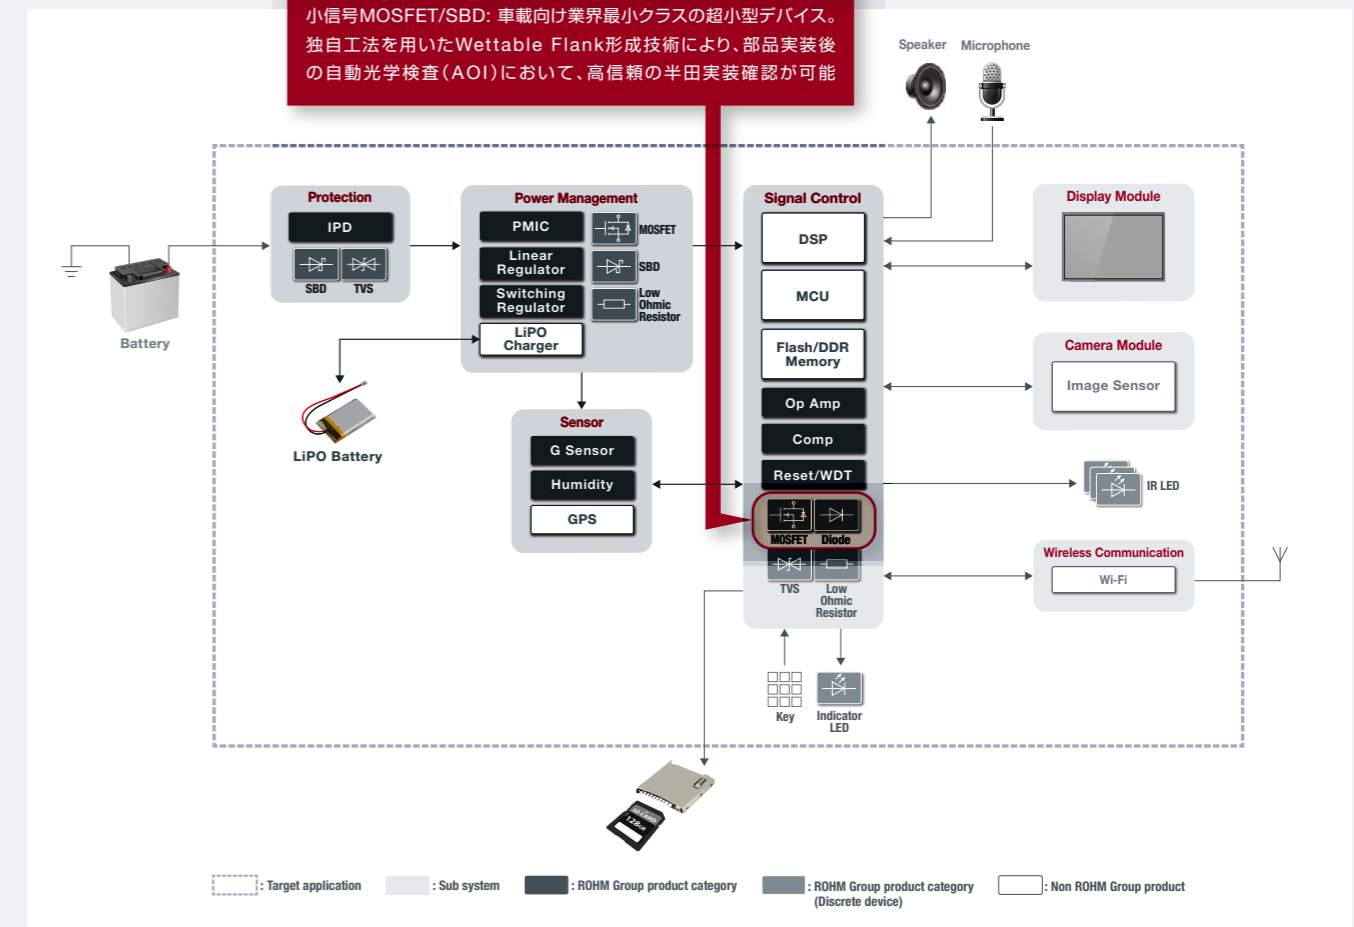 小信号MOSFET/SBD: 車載向け業界最小クラスの超小型デバイス。
独自工法を用いたWettable Flank形成技術により、部品実装後
の自動光学検査（AOI）において、高信頼の半田実装確認が可能
Speaker
Microphone
Protection
IPD
SBD
TVS
Battery
Power Management
PMIC
MOSFET
Linear
Regulator
SBD
Switching
Regulator
Low
Ohmic
Resistor
LiPO
Charger
LiPO Battery
Sensor
G Sensor
Humidity
GPS
Signal Control
DSP
MCU
Flash/DDR
Memory
Op Amp
Comp
Reset/WDT
MOSFET
Diode
TVS
Low
Ohmic
Resistor
Key
Indicator
LED
Display Module
Camera Module
Image Sensor
IR LED
Wireless Communication
Wi-Fi
SD CARD
128GB
: Target application
: Sub system
: ROHM Group product category
: ROHM Group product category
(Discrete device)
: Non ROHM Group product